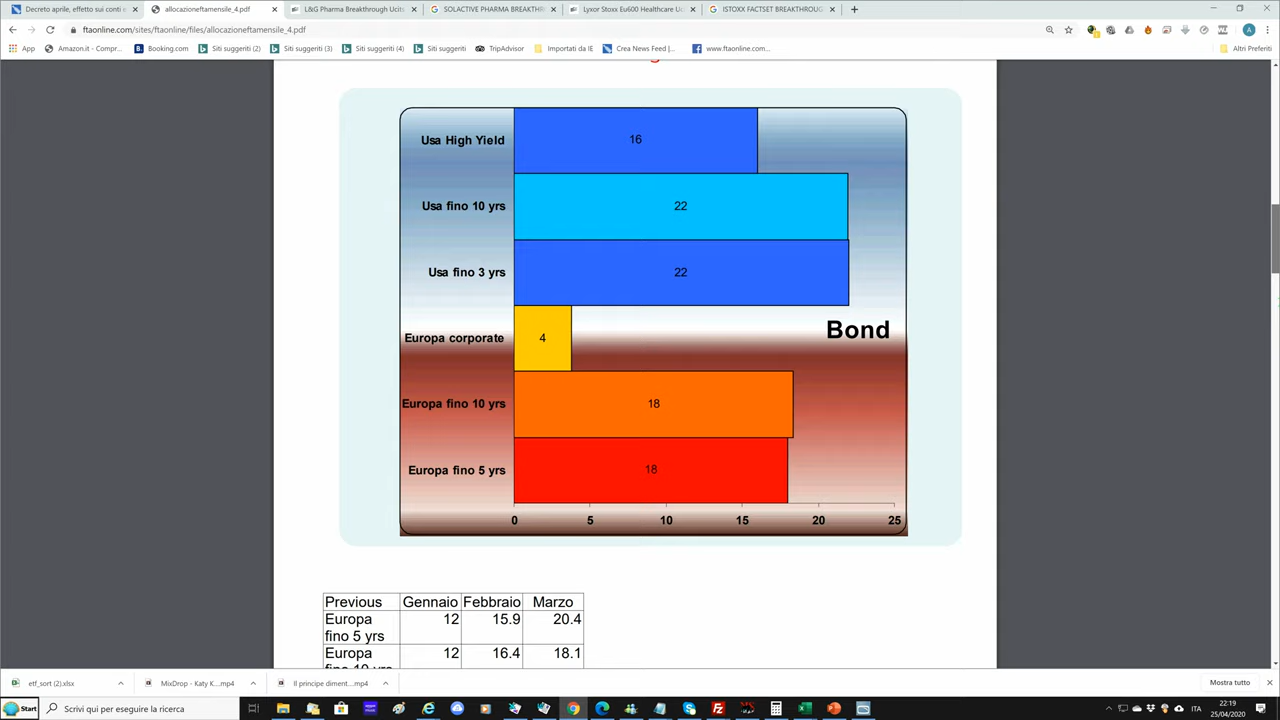 Decreto aprile, effetto sui conti e
allocazioneftamensile_4.pdf
L&G Pharma Breakthrough Ucits
SOLACTIVE PHARMA BREAKTHR
Lyxor Stoxx Eu600 Healthcare Uc
ISTOXX FACTSET BREAKTHROUG
ftaonline.com/sites/ftaonline/files/allocazioneftamensile_4.pdf
App
Amazon.it - Compr...
Booking.com
Siti suggeriti (2)
Siti suggeriti (3)
Siti suggeriti (4)
Siti suggeriti
TripAdvisor
Importati da IE
Crea News Feed |...
www.ftaonline.com...
Altri Preferiti
Usa High Yield
16
Usa fino 10 yrs
22
Usa fino 3 yrs
22
Bond
Europa corporate
4
Europa fino 10 yrs
18
Europa fino 5 yrs
18
0 5 10 15 20 25
Previous Gennaio Febbraio Marzo
Europa fino 5 yrs 12 15.9 20.4
Europa fino 10 yrs 12 16.4 18.1
etf_sort (2).xlsx
MixDrop - Katy K....mp4
Il principe diment....mp4
Mostra tutto
Start
Scrivi qui per eseguire la ricerca
ITA
22:19
25/04/2020